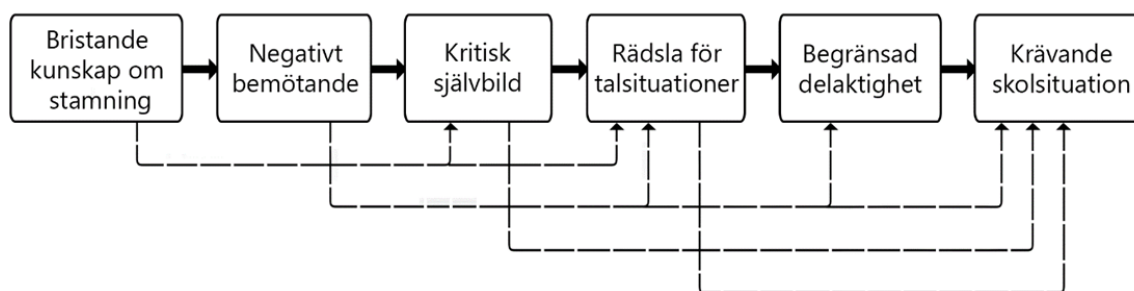 Bristande
kunskap om
stamning
Negativt
bemötande
Kritisk
självbild
Rädsla för
talsituationer
Begränsad
delaktighet
Krävande
skolsituation